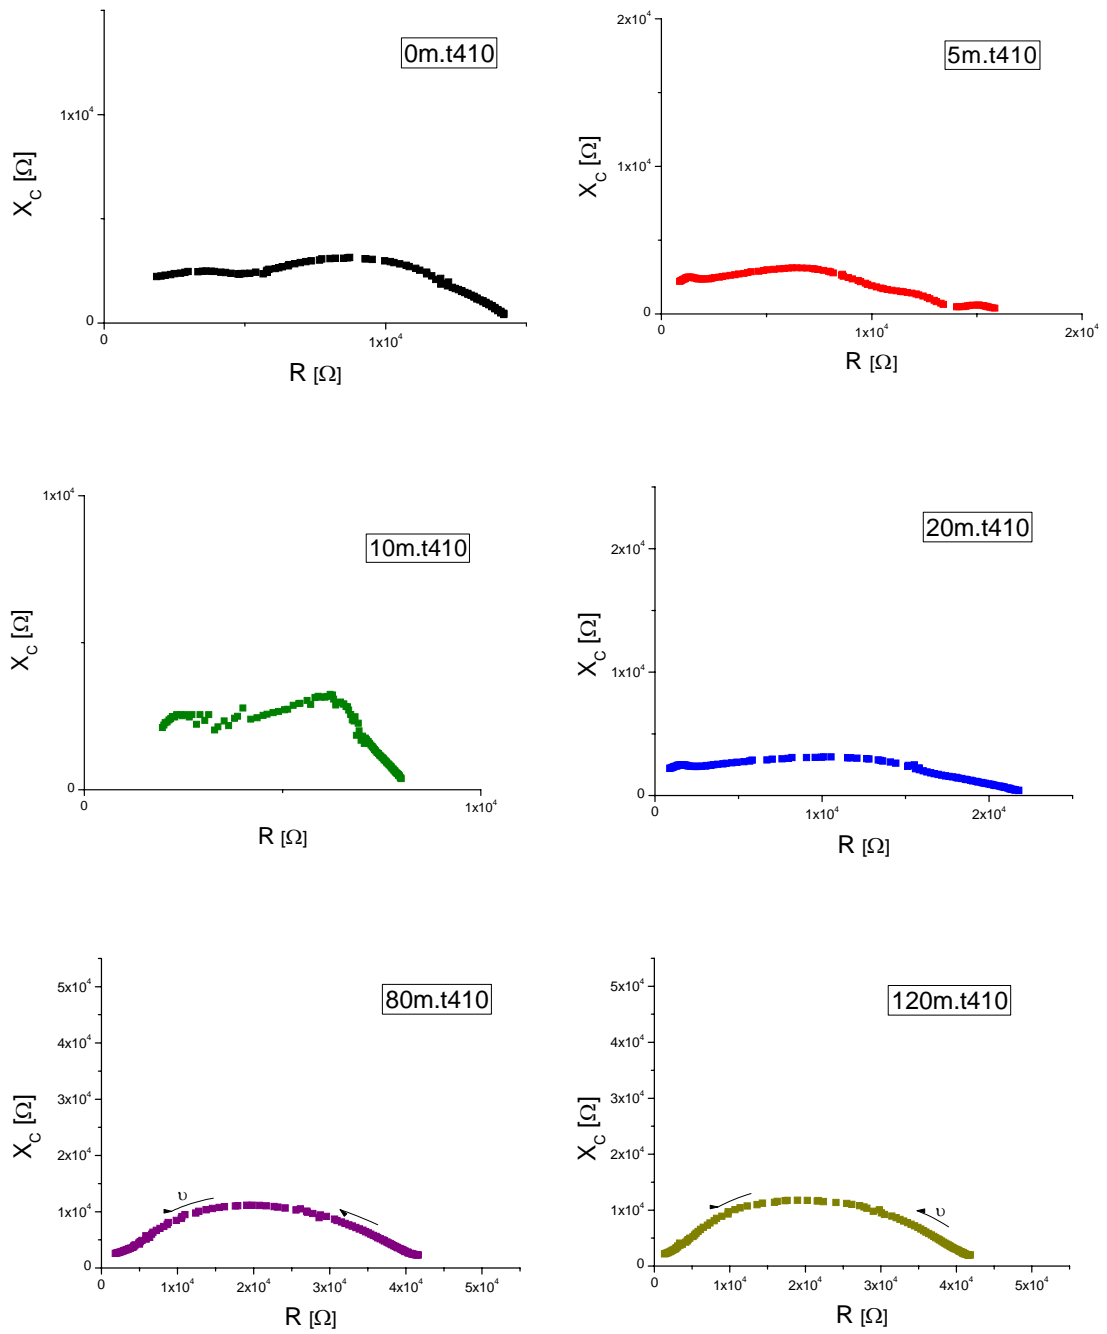 0m.t410
1x10⁴
0
X_C [Ω]
0
1x10⁴
R [Ω]
5m.t410
2x10⁴
1x10⁴
0
X_C [Ω]
0
1x10⁴
2x10⁴
R [Ω]
10m.t410
1x10⁴
0
X_C [Ω]
0
1x10⁴
R [Ω]
20m.t410
2x10⁴
1x10⁴
0
X_C [Ω]
0
1x10⁴
2x10⁴
R [Ω]
80m.t410
5x10⁴
4x10⁴
3x10⁴
2x10⁴
1x10⁴
0
X_C [Ω]
υ
0
1x10⁴
2x10⁴
3x10⁴
4x10⁴
5x10⁴
R [Ω]
120m.t410
5x10⁴
4x10⁴
3x10⁴
2x10⁴
1x10⁴
0
X_C [Ω]
υ
0
1x10⁴
2x10⁴
3x10⁴
4x10⁴
5x10⁴
R [Ω]